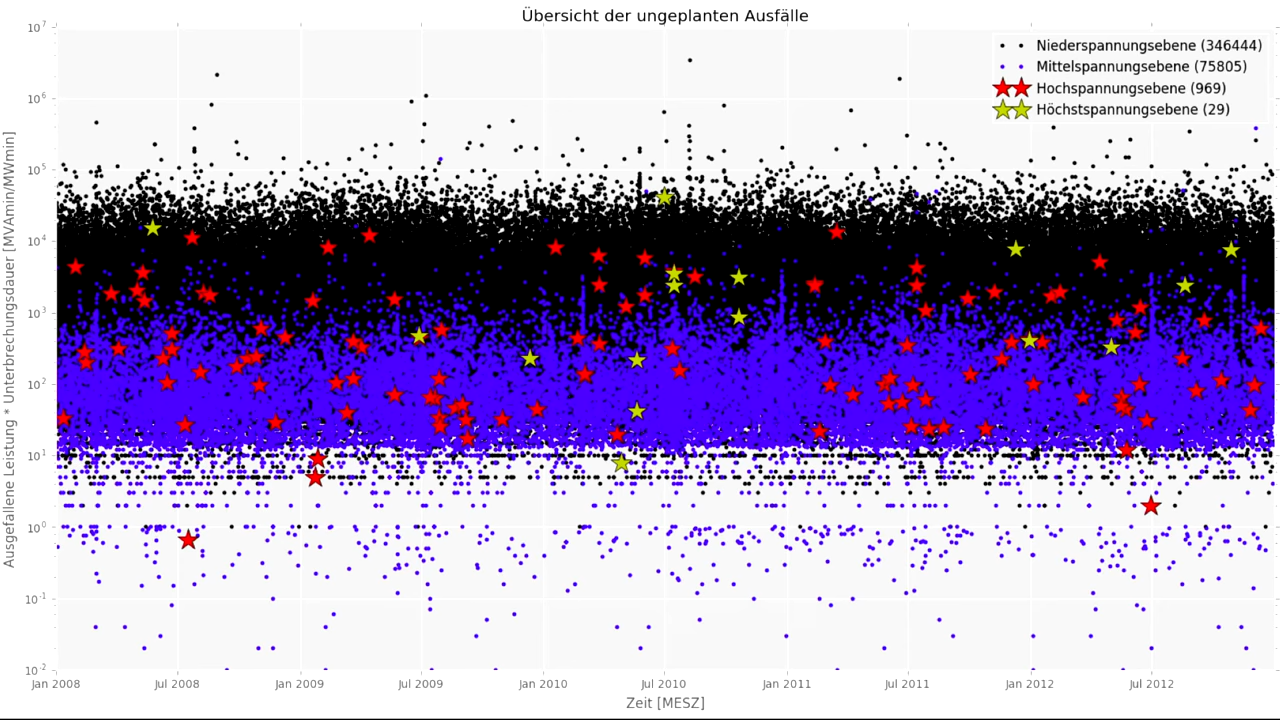 Übersicht der ungeplanten Ausfälle
Niederspannungsebene (346444)
Mittelspannungsebene (75805)
Hochspannungsebene (969)
Höchstspannungsebene (29)
Ausgefallene Leistung * Unterbrechungsdauer [MVAmin/MWmin]
10⁷
10⁶
10⁵
10⁴
10³
10²
10¹
10⁰
10⁻¹
10⁻²
Jan 2008 Jul 2008 Jan 2009 Jul 2009 Jan 2010 Jul 2010 Jan 2011 Jul 2011 Jan 2012 Jul 2012
Zeit [MESZ]